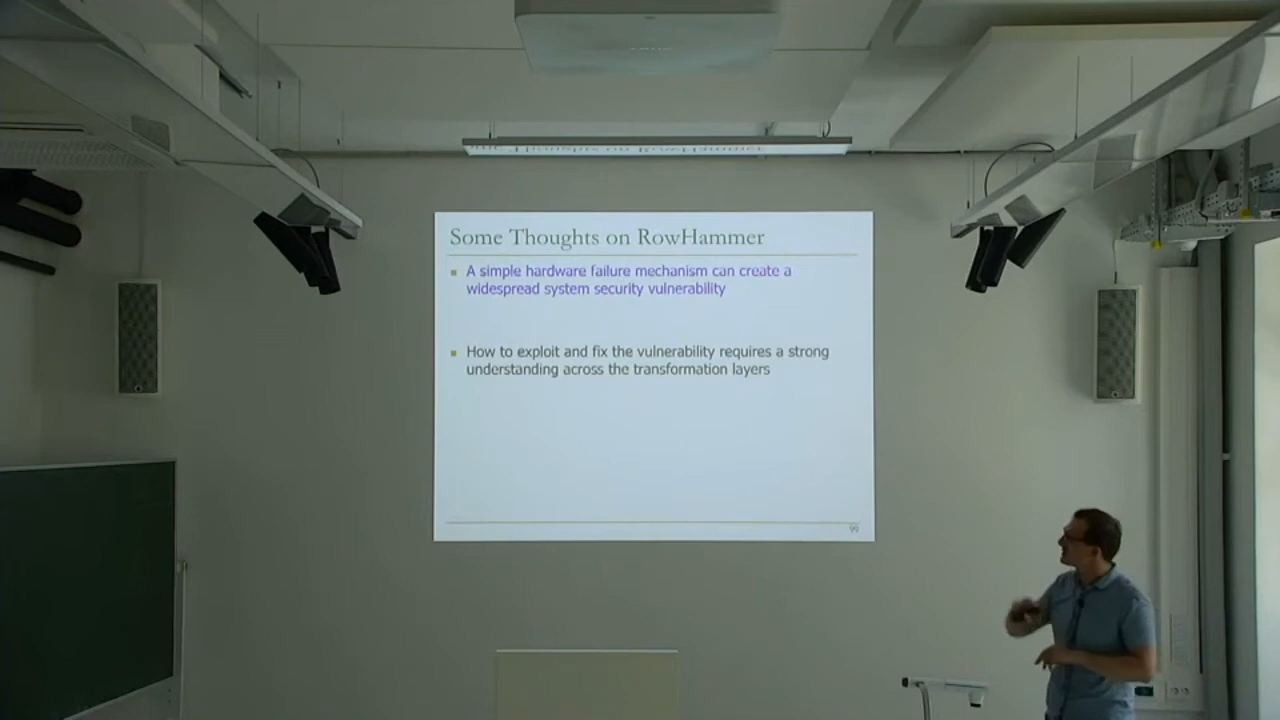 Some Thoughts on RowHammer
A simple hardware failure mechanism can create a
widespread system security vulnerability
How to exploit and fix the vulnerability requires a strong
understanding across the transformation layers
99